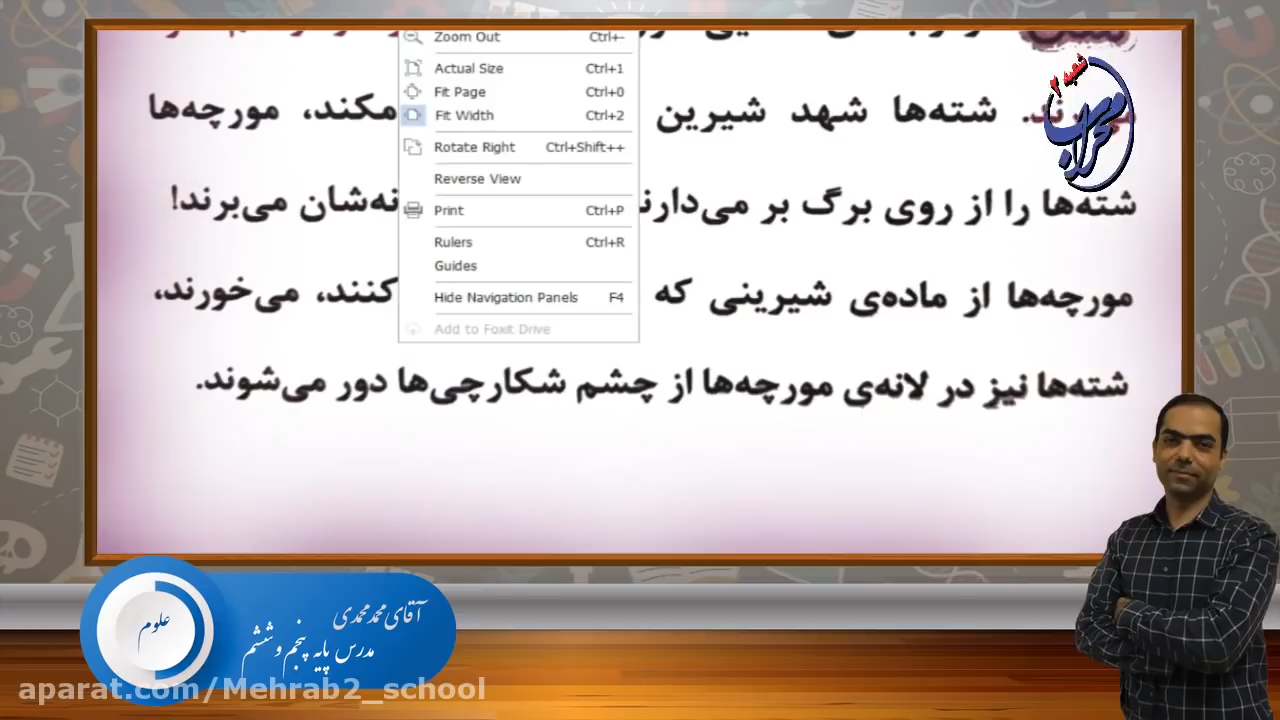 Zoom Out Ctrl+-
Actual Size Ctrl+1
Fit Page Ctrl+0
Fit Width Ctrl+2
Rotate Right Ctrl+Shift++
Reverse View
Print Ctrl+P
Rulers Ctrl+R
Guides
Hide Navigation Panels F4
Add to Foxit Drive
شته‌ها شهد شیرین مکند، مورچه‌ها
شته‌ها را از روی برگ بر می‌دارند نه‌شان می‌برند!
مورچه‌ها از ماده‌ی شیرینی که کنند، می‌خورند،
شته‌ها نیز در لانه‌ی مورچه‌ها از چشم شکارچی‌ها دور می‌شوند.
محراب
شعبه ۲
علوم
آقای محمدمحمدی
مدرس پایه پنجم و ششم
aparat.com/Mehrab2_school